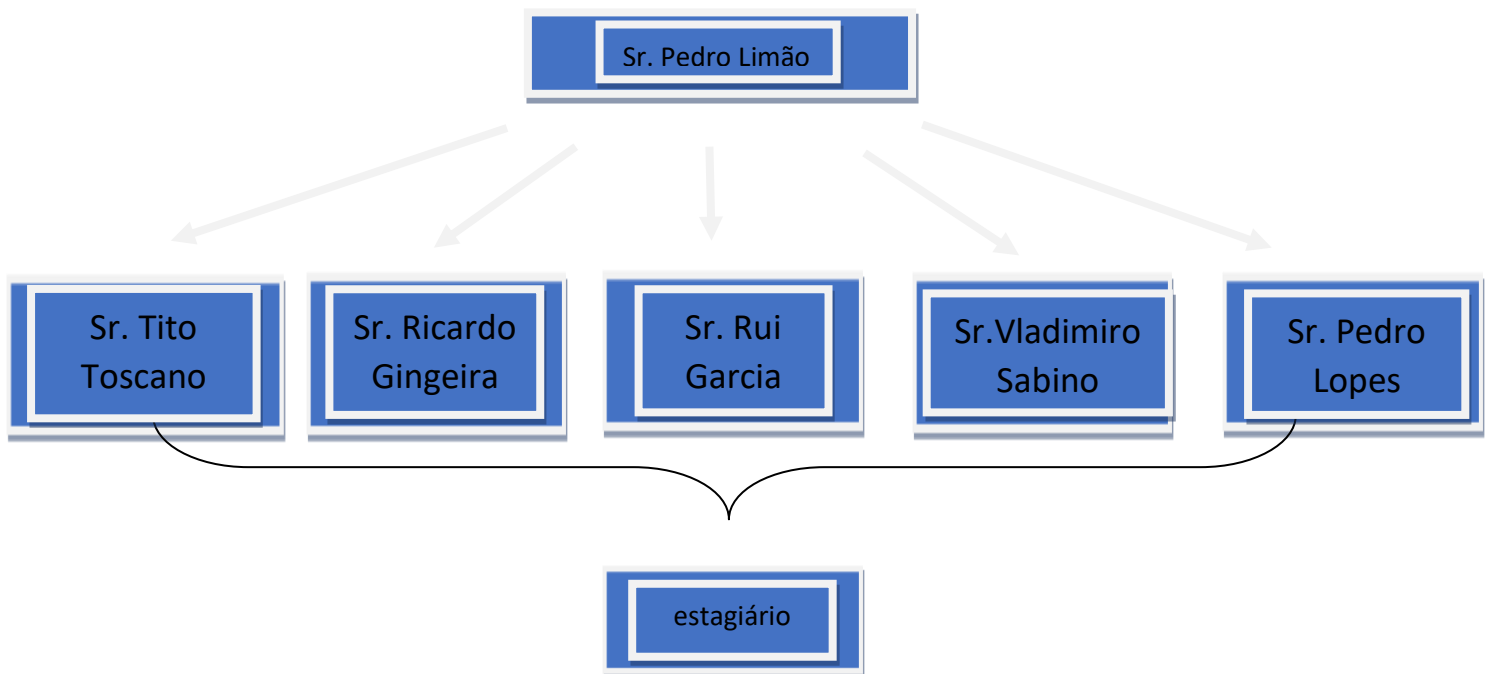 Sr. Pedro Limão
Sr. Tito
Toscano
Sr. Ricardo
Gingeira
Sr. Rui
Garcia
Sr.Vladimiro
Sabino
Sr. Pedro
Lopes
estagiário